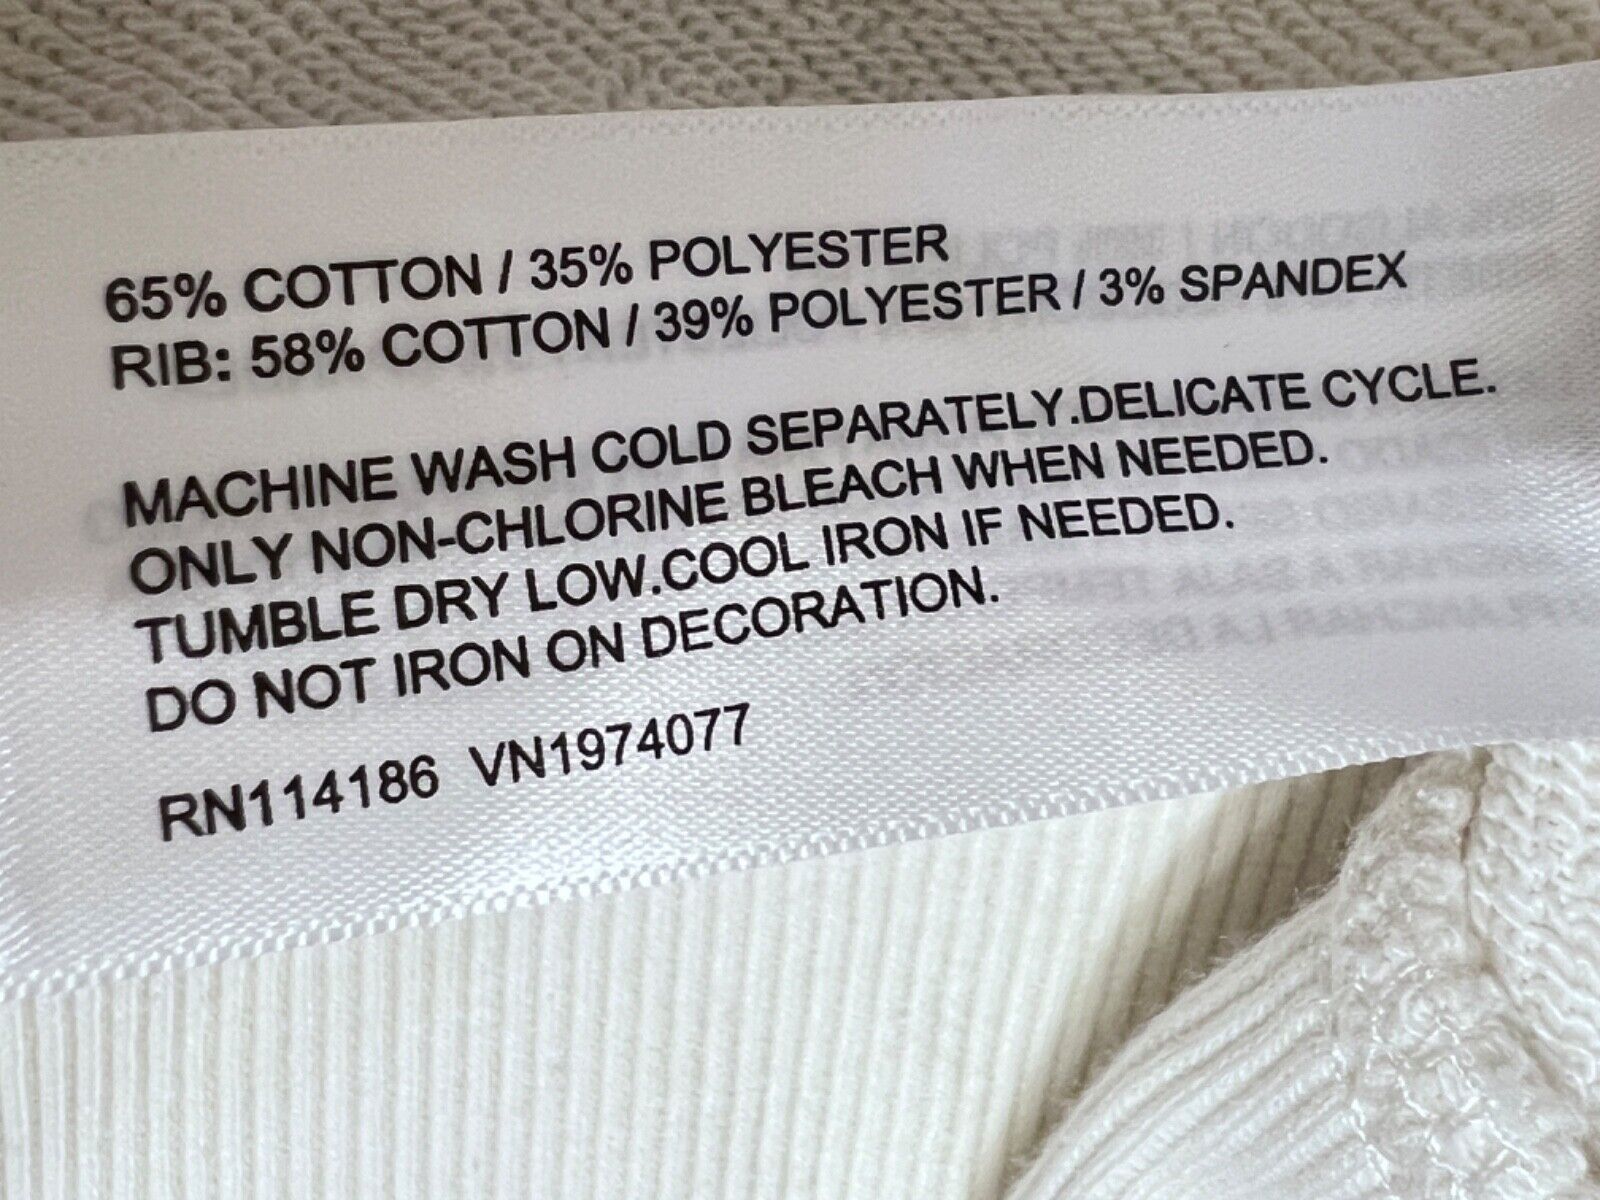 65% COTTON / 35% POLYESTER
RIB: 58% COTTON / 39% POLYESTER / 3% SPANDEX
MACHINE WASH COLD SEPARATELY.DELICATE CYCLE.
ONLY NON-CHLORINE BLEACH WHEN NEEDED.
TUMBLE DRY LOW.COOL IRON IF NEEDED.
DO NOT IRON ON DECORATION.
RN114186 VN1974077